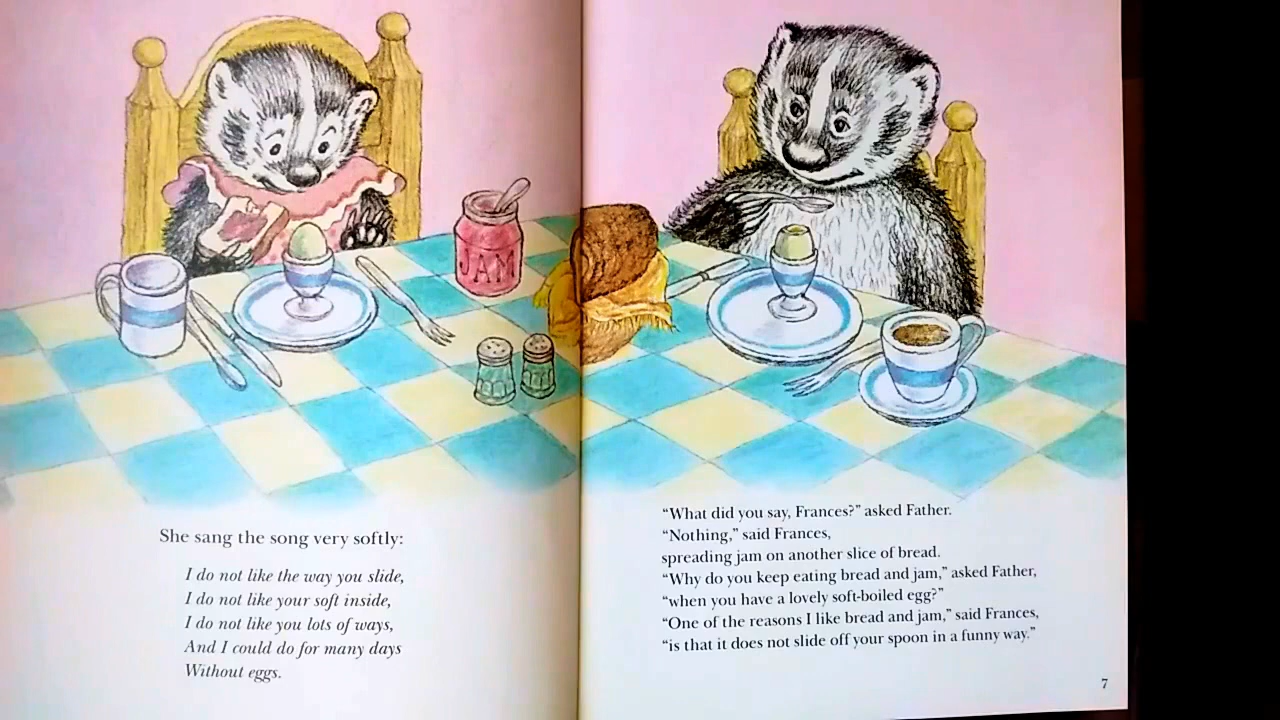 JAM
She sang the song very softly:
I do not like the way you slide,
I do not like your soft inside,
I do not like you lots of ways,
And I could do for many days
Without eggs.
“What did you say, Frances?” asked Father.
“Nothing,” said Frances,
spreading jam on another slice of bread.
“Why do you keep eating bread and jam,” asked Father,
“when you have a lovely soft-boiled egg?”
“One of the reasons I like bread and jam,” said Frances,
“is that it does not slide off your spoon in a funny way.”
7